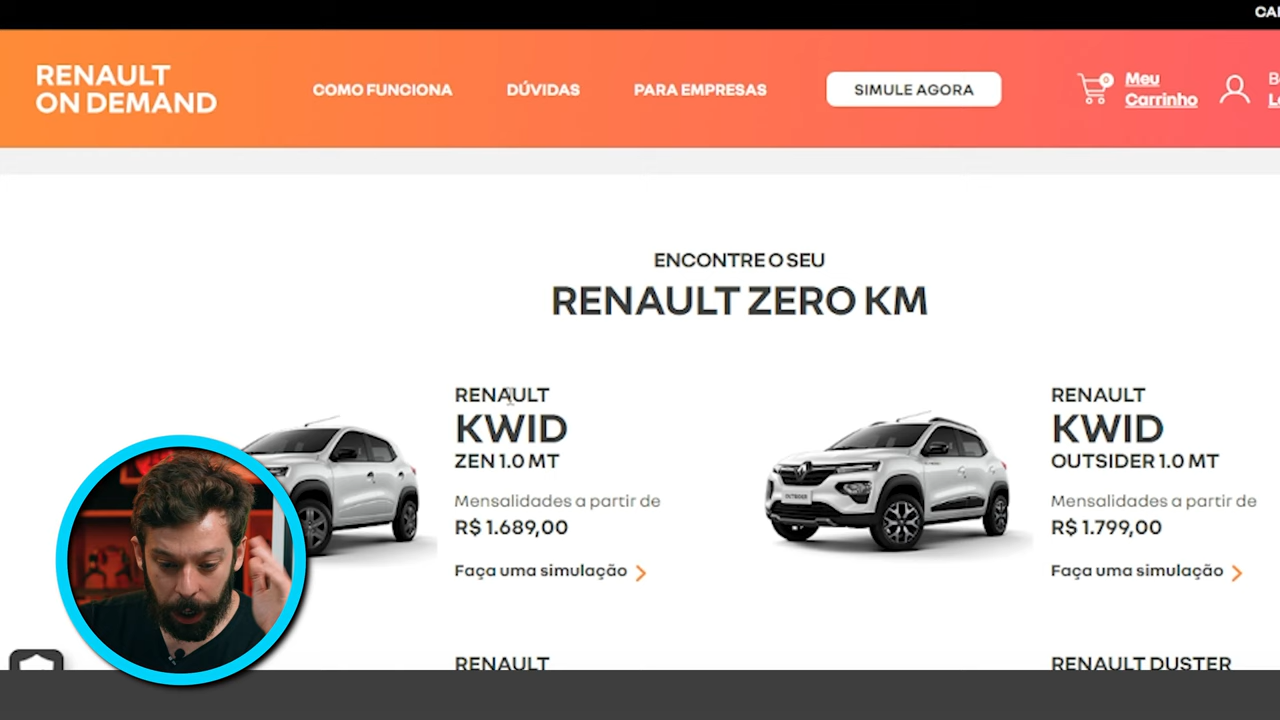 RENAULT
ON DEMAND
COMO FUNCIONA
DÚVIDAS
PARA EMPRESAS
SIMULE AGORA
0
Meu
Carrinho
ENCONTRE O SEU
RENAULT ZERO KM
RENAULT
KWID
ZEN 1.0 MT
Mensalidades a partir de
R$ 1.689,00
Faça uma simulação
RENAULT
KWID
OUTSIDER 1.0 MT
Mensalidades a partir de
R$ 1.799,00
Faça uma simulação
RENAULT
RENAULT DUSTER